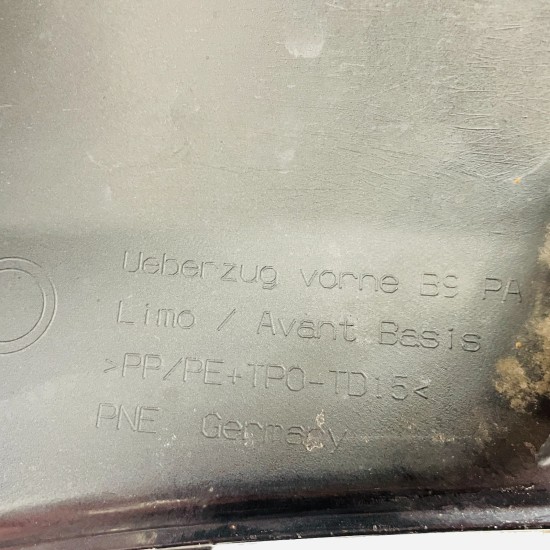 Ueberzug vorne B9 PA
Limo / Avant Basis
>PP/PE+TPO-TD15<
PNE Germany